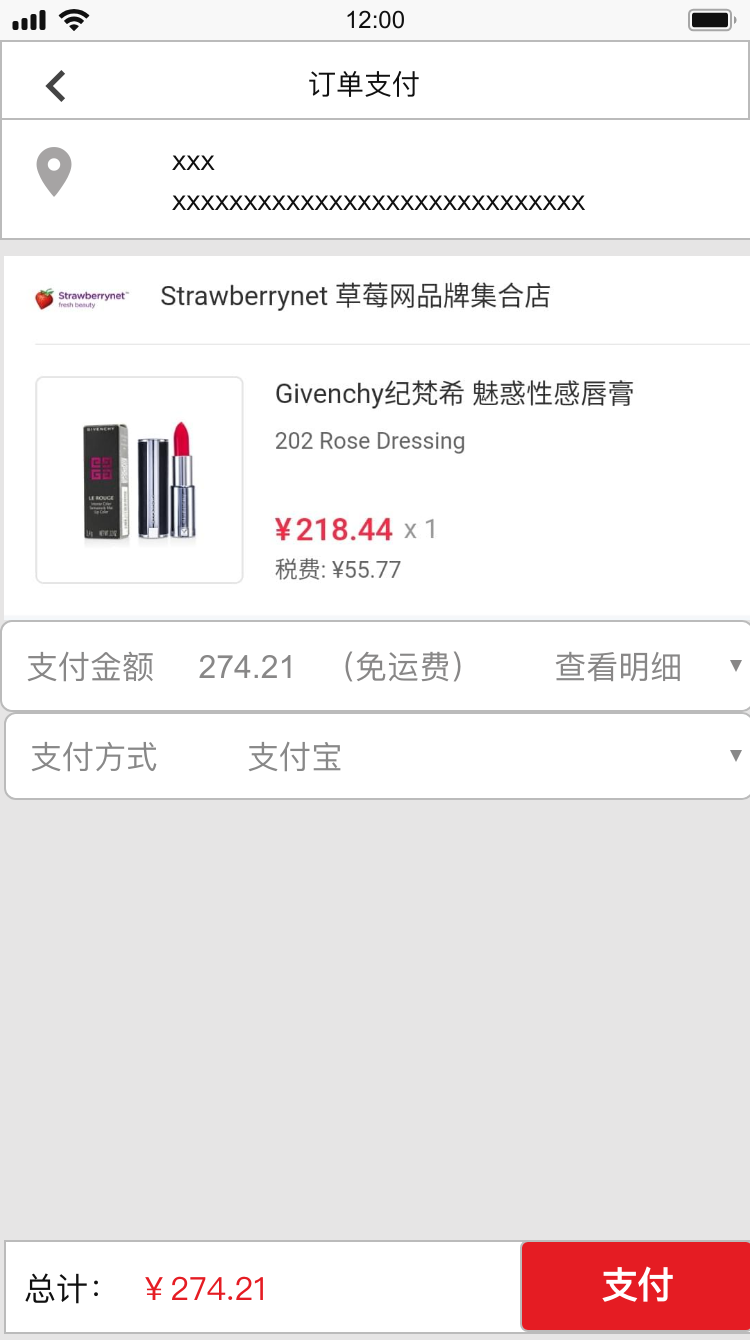 12:00
订单支付
xxx
xxxxxxxxxxxxxxxxxxxxxxxxxxxxx
Strawberrynet™
fresh beauty
Strawberrynet 草莓网品牌集合店
Givenchy纪梵希 魅惑性感唇膏
202 Rose Dressing
GIVENCHY
LE ROUGE
¥218.44 x 1
税费: ¥55.77
支付金额 274.21 （免运费） 查看明细 ▼
支付方式 支付宝 ▼
总计： ¥ 274.21 支付